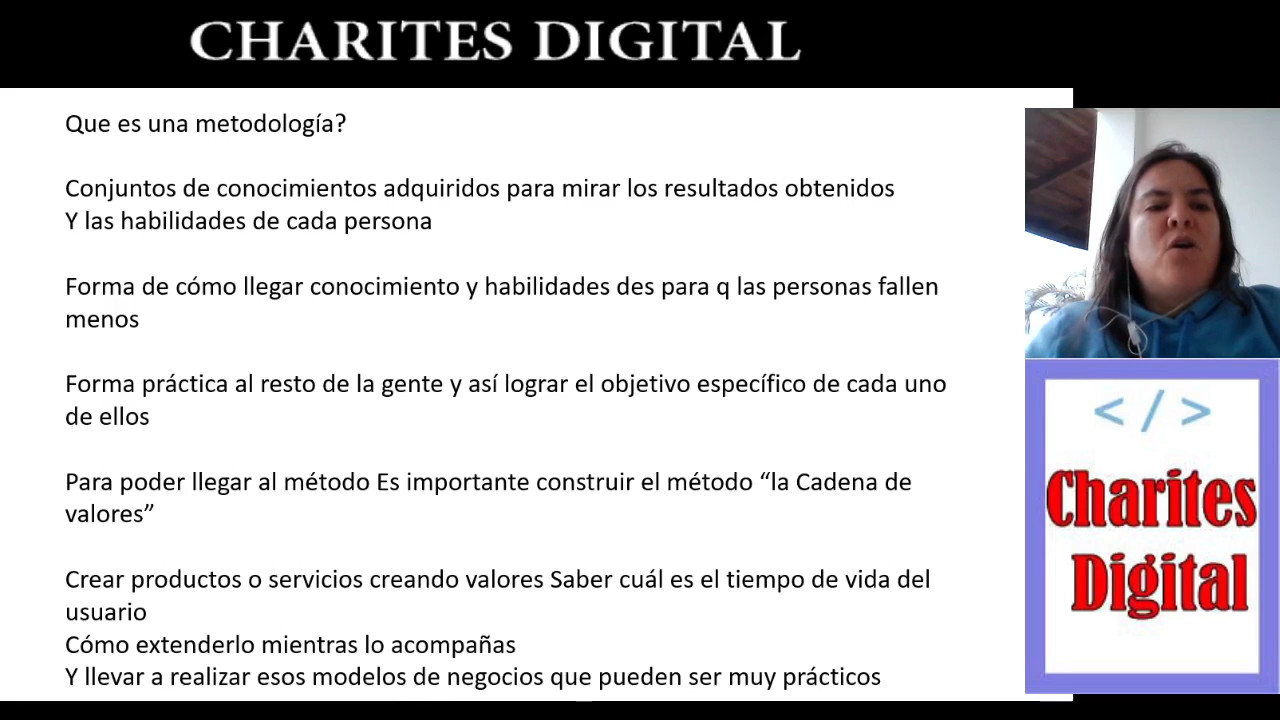 CHARITES DIGITAL
Que es una metodología?
Conjuntos de conocimientos adquiridos para mirar los resultados obtenidos
Y las habilidades de cada persona
Forma de cómo llegar conocimiento y habilidades des para q las personas fallen
menos
Forma práctica al resto de la gente y así lograr el objetivo específico de cada uno
de ellos
Para poder llegar al método Es importante construir el método “la Cadena de
valores”
Crear productos o servicios creando valores Saber cuál es el tiempo de vida del
usuario
Cómo extenderlo mientras lo acompañas
Y llevar a realizar esos modelos de negocios que pueden ser muy prácticos
< / >
Charites
Digital